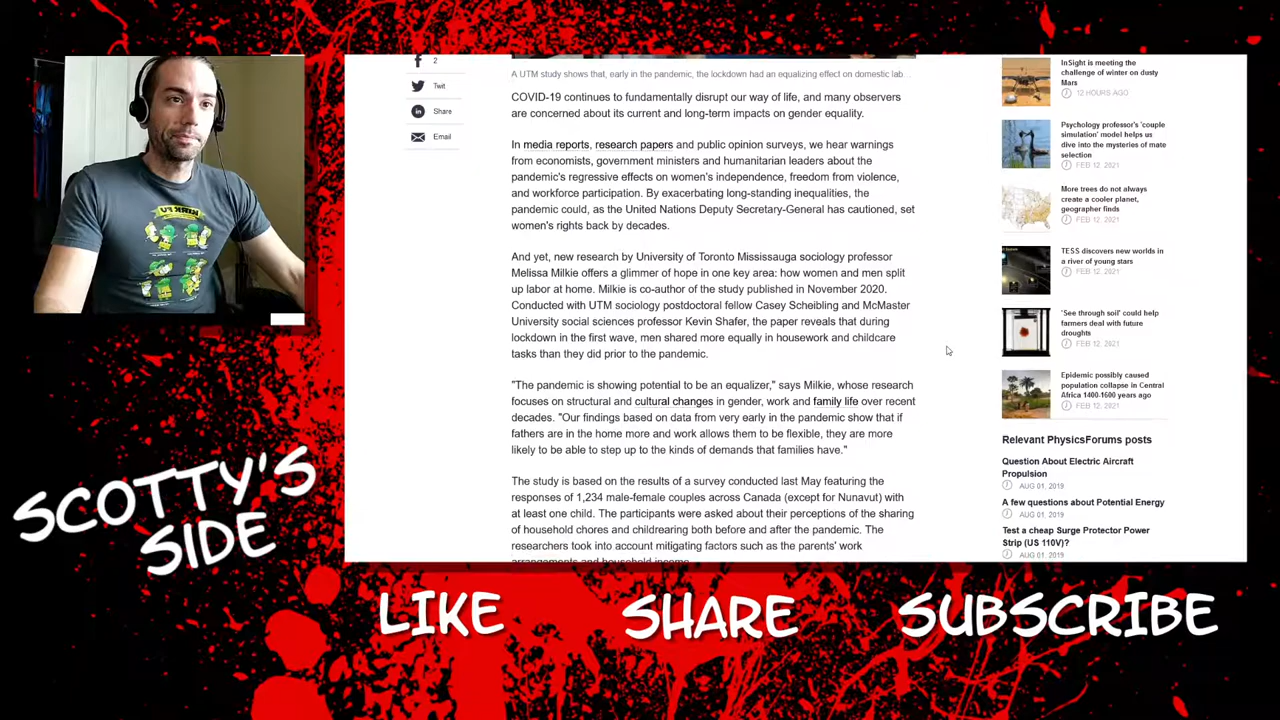 2
Twit
Share
Email
A UTM study shows that, early in the pandemic, the lockdown had an equalizing effect on domestic lab…
COVID-19 continues to fundamentally disrupt our way of life, and many observers
are concerned about its current and long-term impacts on gender equality.
In media reports, research papers and public opinion surveys, we hear warnings
from economists, government ministers and humanitarian leaders about the
pandemic's regressive effects on women's independence, freedom from violence,
and workforce participation. By exacerbating long-standing inequalities, the
pandemic could, as the United Nations Deputy Secretary-General has cautioned, set
women's rights back by decades.
And yet, new research by University of Toronto Mississauga sociology professor
Melissa Milkie offers a glimmer of hope in one key area: how women and men split
up labor at home. Milkie is co-author of the study published in November 2020.
Conducted with UTM sociology postdoctoral fellow Casey Scheibling and McMaster
University social sciences professor Kevin Shafer, the paper reveals that during
lockdown in the first wave, men shared more equally in housework and childcare
tasks than they did prior to the pandemic.
"The pandemic is showing potential to be an equalizer," says Milkie, whose research
focuses on structural and cultural changes in gender, work and family life over recent
decades. "Our findings based on data from very early in the pandemic show that if
fathers are in the home more and work allows them to be flexible, they are more
likely to be able to step up to the kinds of demands that families have."
The study is based on the results of a survey conducted last May featuring the
responses of 1,234 male-female couples across Canada (except for Nunavut) with
at least one child. The participants were asked about their perceptions of the sharing
of household chores and childrearing both before and after the pandemic. The
researchers took into account mitigating factors such as the parents' work
arrangements and household income.
InSight is meeting the
challenge of winter on dusty
Mars
12 HOURS AGO
Psychology professor's 'couple
simulation' model helps us
dive into the mysteries of mate
selection
FEB 12, 2021
More trees do not always
create a cooler planet,
geographer finds
FEB 12, 2021
TESS discovers new worlds in
a river of young stars
FEB 12, 2021
'See through soil' could help
farmers deal with future
droughts
FEB 12, 2021
Epidemic possibly caused
population collapse in Central
Africa 1400-1600 years ago
FEB 12, 2021
Relevant PhysicsForums posts
Question About Electric Aircraft
Propulsion
AUG 01, 2019
A few questions about Potential Energy
AUG 01, 2019
Test a cheap Surge Protector Power
Strip (US 110V)?
AUG 01, 2019
SCOTTY'S
SIDE
LIKE
SHARE
SUBSCRIBE